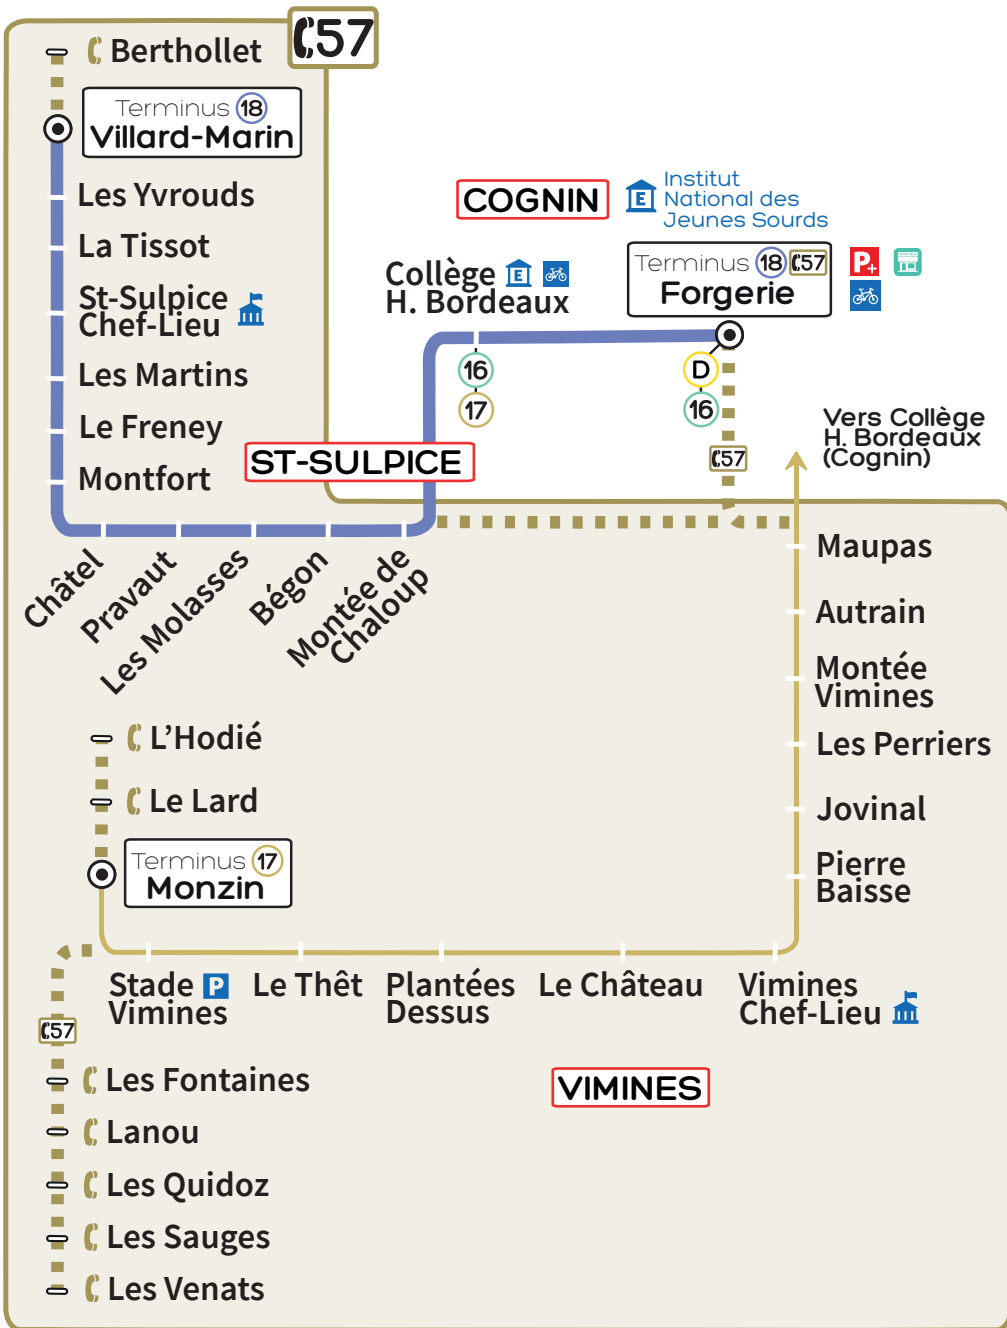 57
Berthollet
Terminus 18
Villard-Marin
Les Yvrouds
La Tissot
St-Sulpice
Chef-Lieu
Les Martins
Le Freney
Montfort
ST-SULPICE
Châtel
Pravaut
Les Molasses
Bégon
Montée de
Chaloup
COGNIN
E
Institut
National des
Jeunes Sourds
Collège E
H. Bordeaux
16
17
Terminus 18 57
Forgerie
P+
D
16
57
Vers Collège
H. Bordeaux
(Cognin)
Maupas
Autrain
Montée
Vimines
Les Perriers
Jovinal
Pierre
Baisse
L'Hodié
Le Lard
Terminus 17
Monzin
Stade P
Vimines
Le Thêt
Plantées
Dessus
Le Château
Vimines
Chef-Lieu
57
VIMINES
Les Fontaines
Lanou
Les Quidoz
Les Sauges
Les Venats